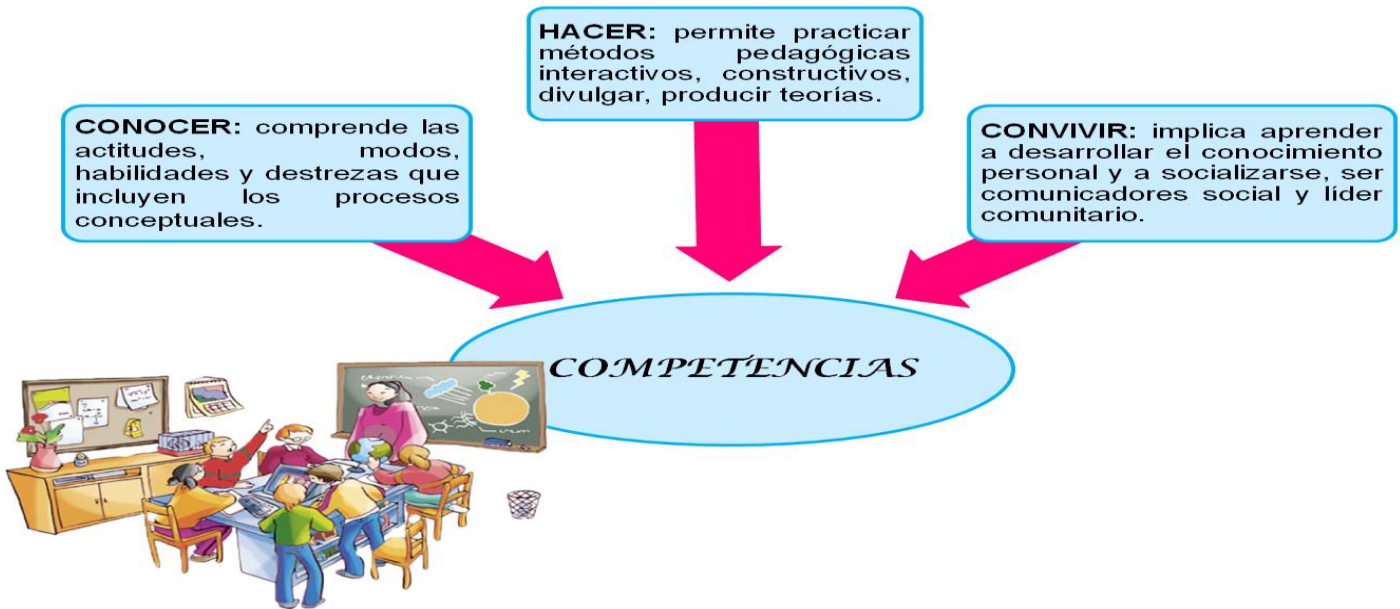 HACER: permite practicar
métodos pedagógicas
interactivos, constructivos,
divulgar, producir teorías.
CONOCER: comprende las
actitudes, modos,
habilidades y destrezas que
incluyen los procesos
conceptuales.
CONVIVIR: implica aprender
a desarrollar el conocimiento
personal y a socializarse, ser
comunicadores social y líder
comunitario.
COMPETENCIAS